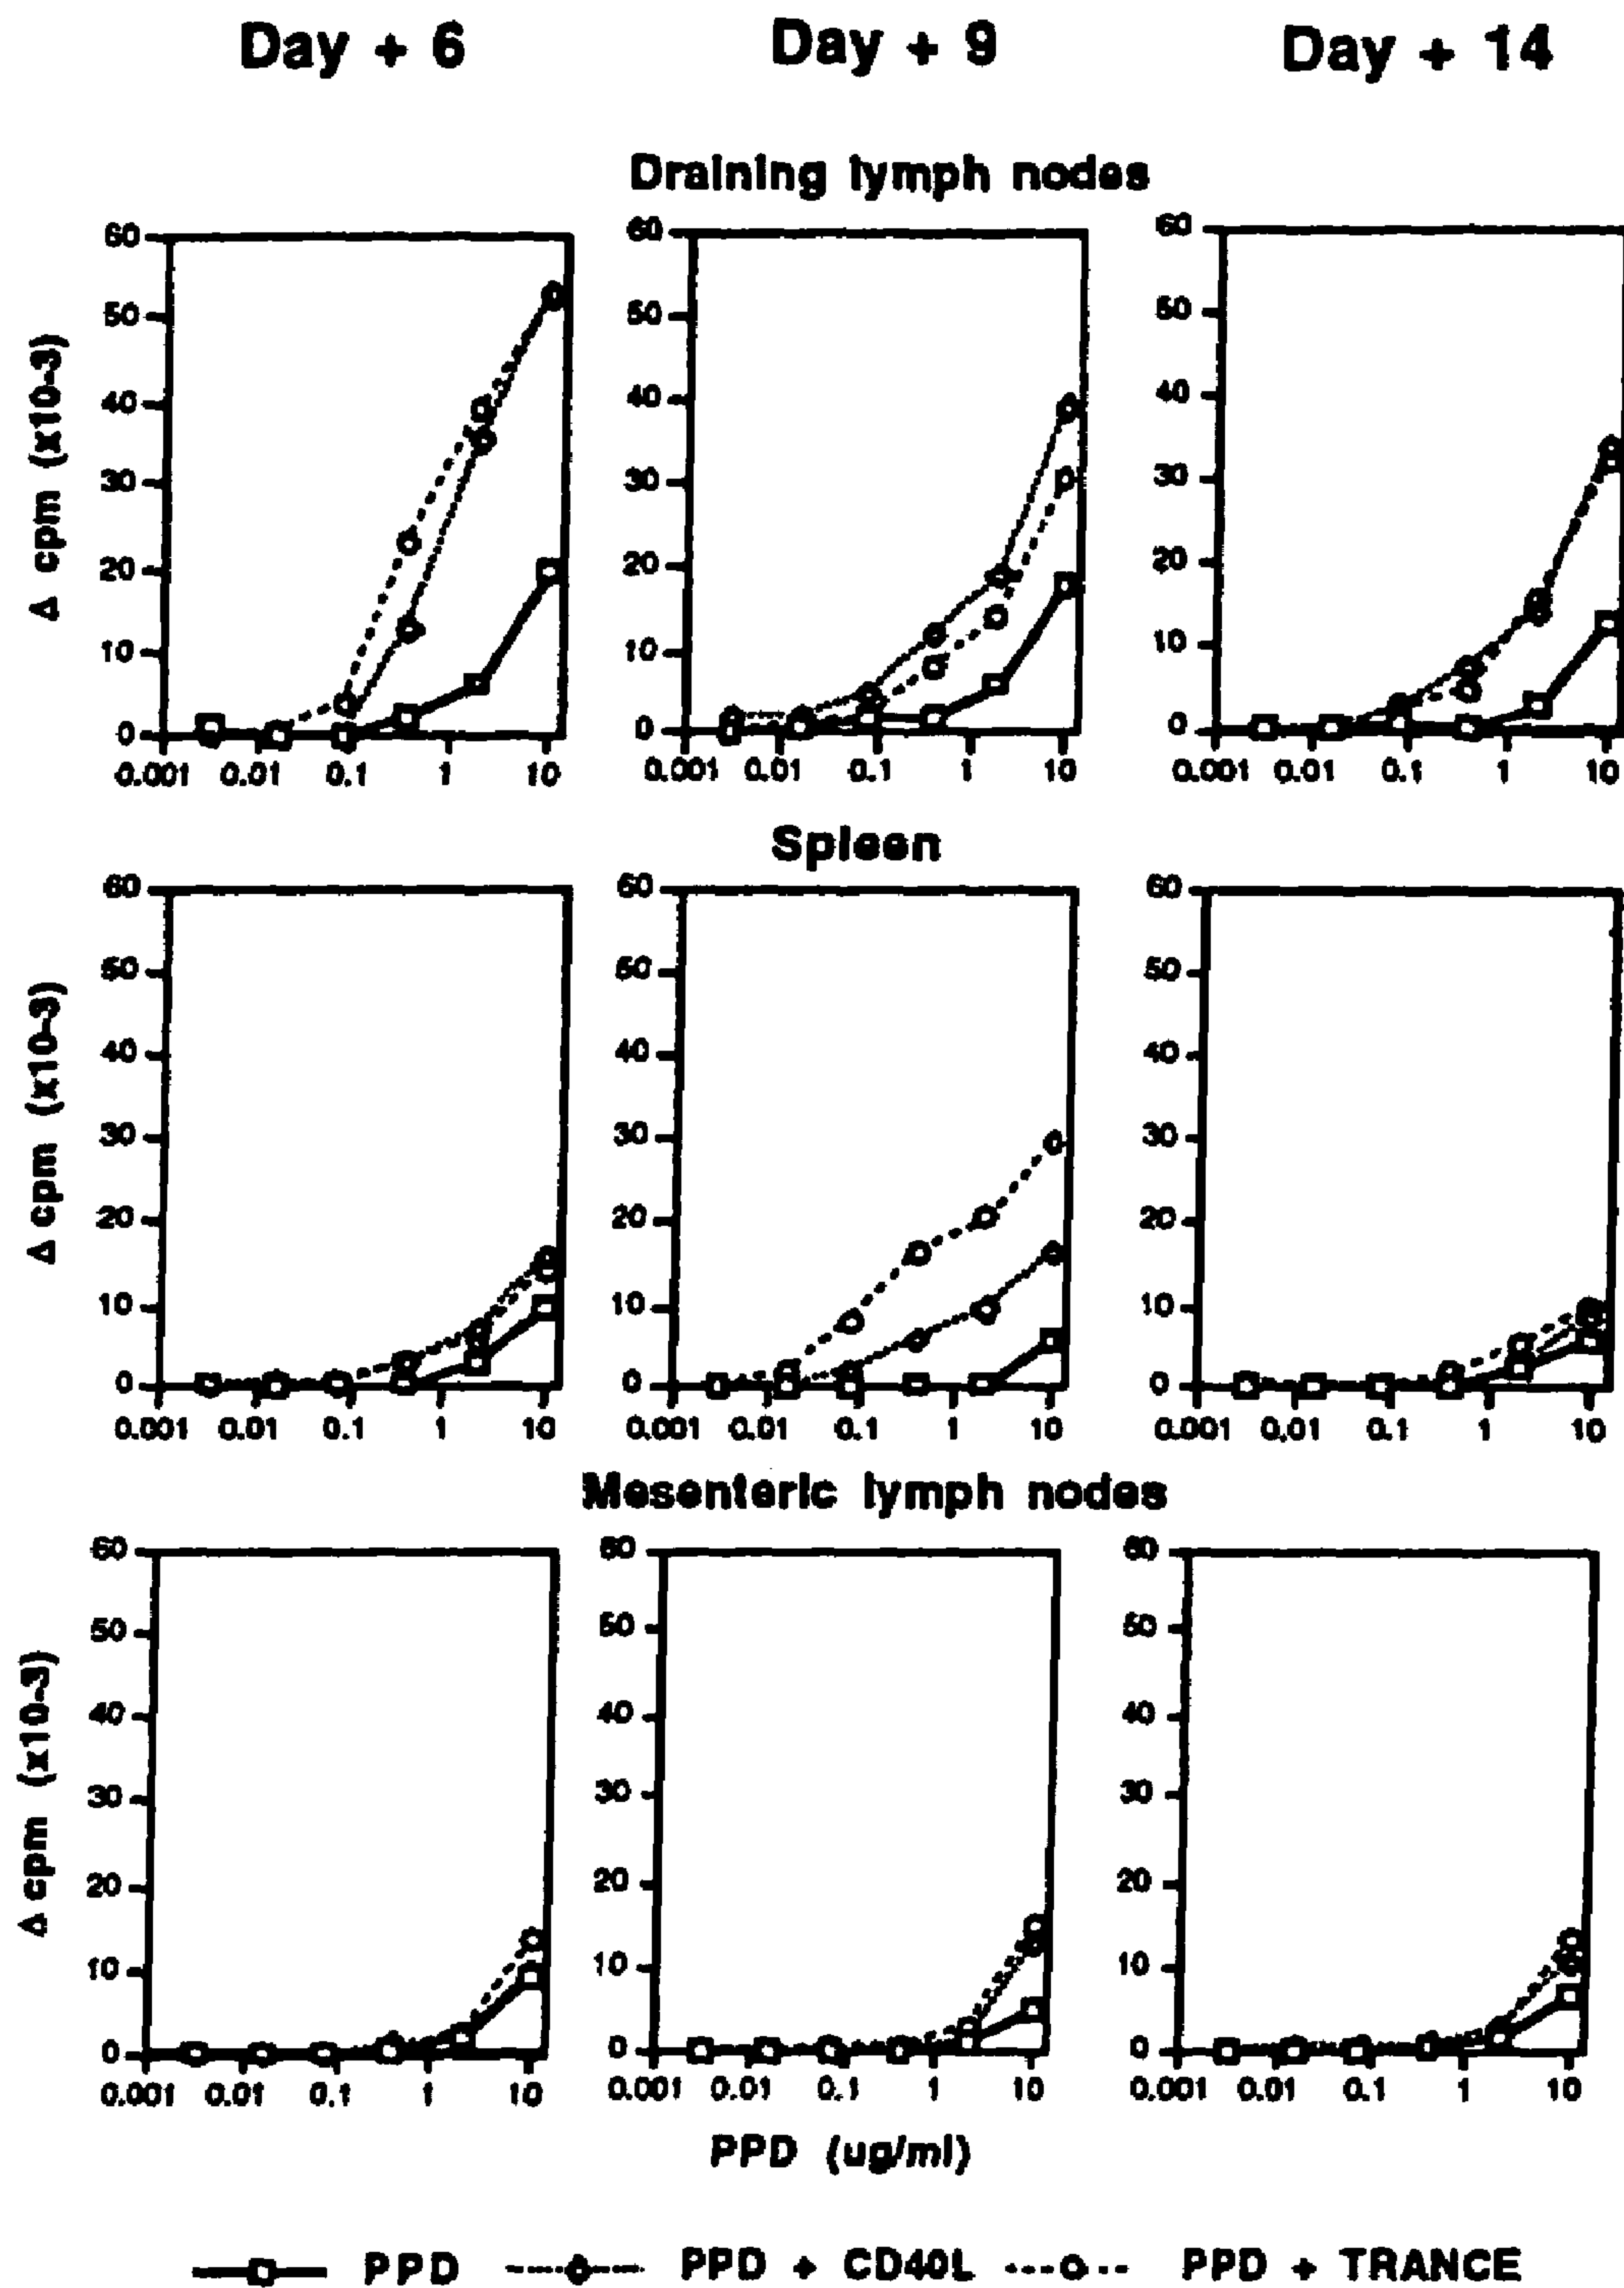 Day + 6 Day + 9 Day + 14
Draining lymph nodes
60 60 60
50 50 50
40 40 40
30 30 30
20 20 20
10 10 10
0 0 0
Δ cpm (x10-3)
0.001 0.01 0.1 1 10 0.001 0.01 0.1 1 10 0.001 0.01 0.1 1 10
Spleen
60 60 60
50 50 50
40 40 40
30 30 30
20 20 20
10 10 10
0 0 0
Δ cpm (x10-3)
0.001 0.01 0.1 1 10 0.001 0.01 0.1 1 10 0.001 0.01 0.1 1 10
Mesenteric lymph nodes
60 60 60
50 50 50
40 40 40
30 30 30
20 20 20
10 10 10
0 0 0
Δ cpm (x10-3)
0.001 0.01 0.1 1 10 0.001 0.01 0.1 1 10 0.001 0.01 0.1 1 10
PPD (ug/ml)
PPD PPD + CD40L PPD + TRANCE